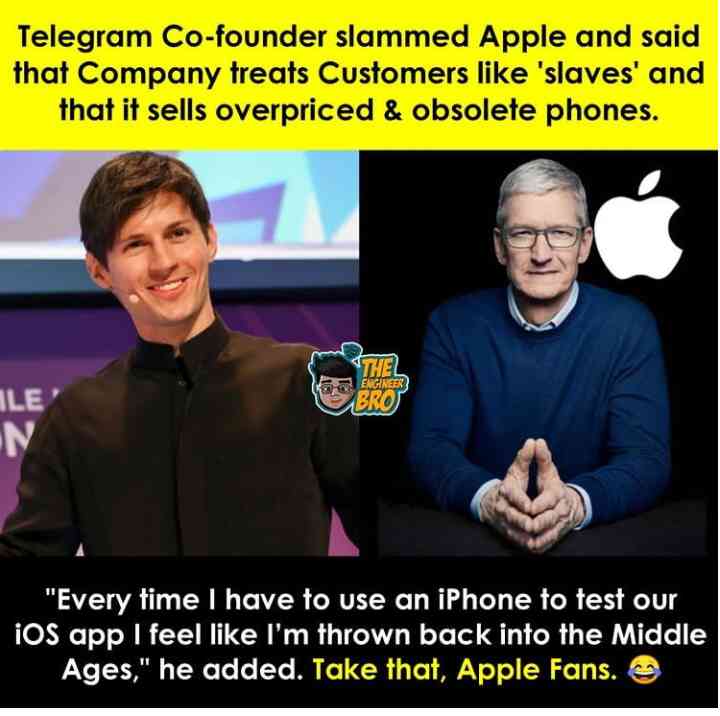 Telegram Co-founder slammed Apple and said
that Company treats Customers like 'slaves' and
that it sells overpriced & obsolete phones.
ILE
ON
THE
ENGINEER
BRO
"Every time I have to use an iPhone to test our
iOS app I feel like I'm thrown back into the Middle
Ages," he added. Take that, Apple Fans. 😂